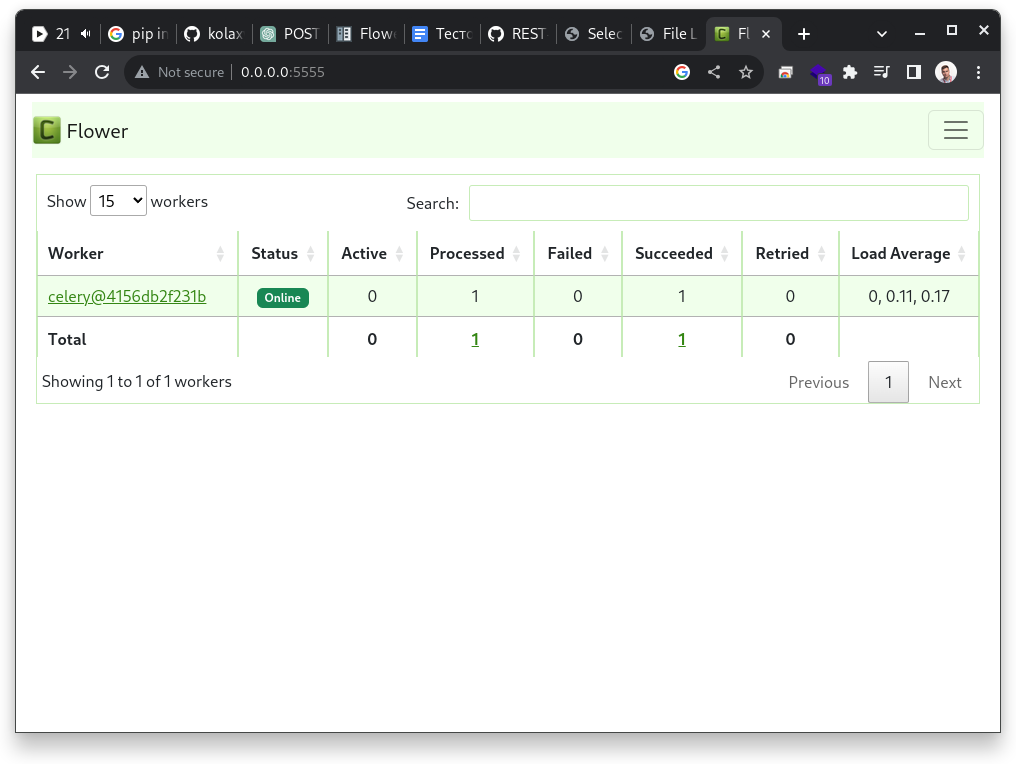 21 pip in kolax POST Flow Тесто REST Selec File L Fl
Not secure 0.0.0.0:5555 10
C Flower
Show 15 workers Search:
Worker Status Active Processed Failed Succeeded Retried Load Average
celery@4156db2f231b Online 0 1 0 1 0 0, 0.11, 0.17
Total 0 1 0 1 0
Showing 1 to 1 of 1 workers Previous 1 Next